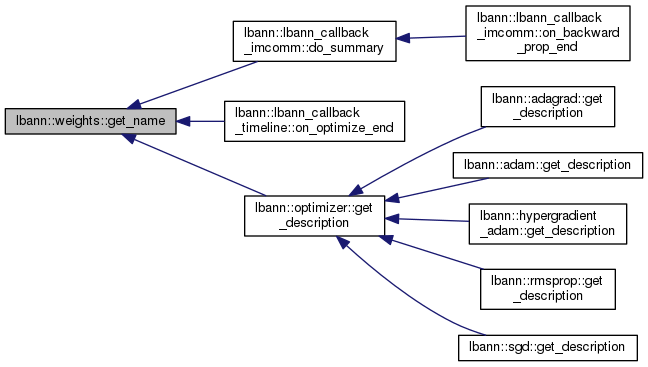 lbann::weights::get_name
lbann::lbann_callback
_imcomm::do_summary
lbann::lbann_callback
_imcomm::on_backward
_prop_end
lbann::lbann_callback
_timeline::on_optimize_end
lbann::optimizer::get
_description
lbann::adagrad::get
_description
lbann::adam::get_description
lbann::hypergradient
_adam::get_description
lbann::rmsprop::get
_description
lbann::sgd::get_description